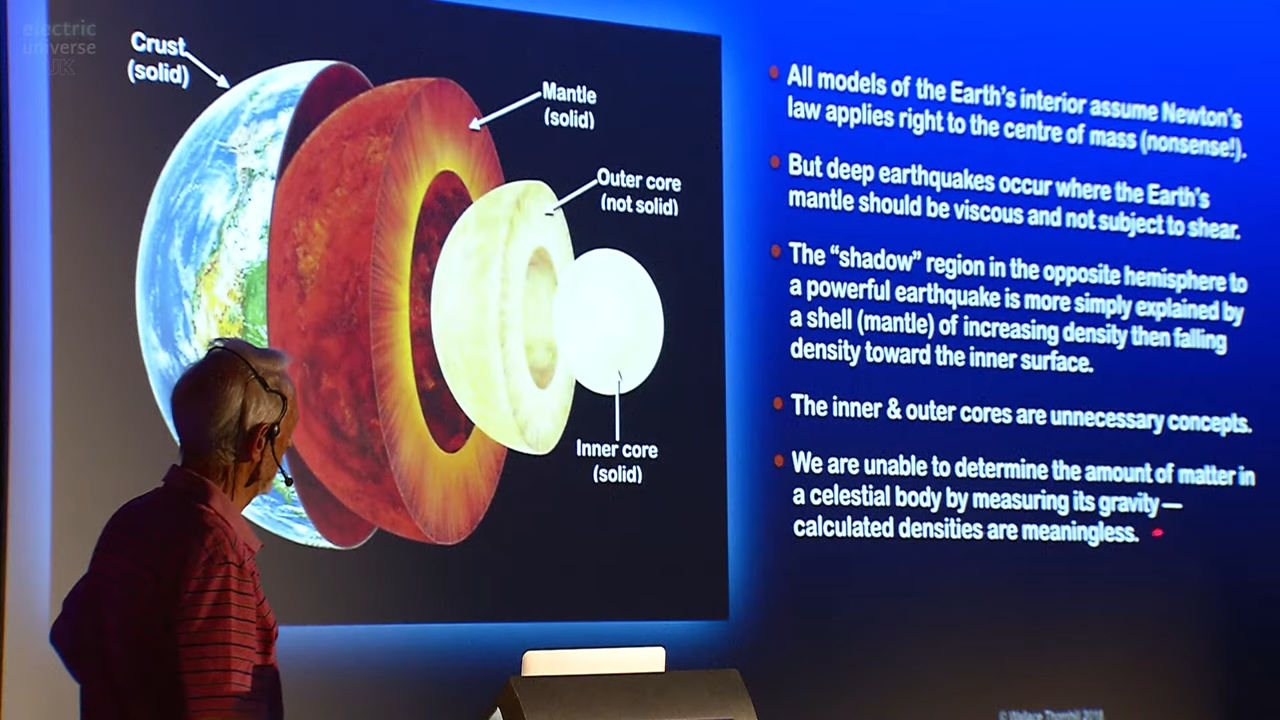 electric
universe
UK
Crust
(solid)
Mantle
(solid)
Outer core
(not solid)
Inner core
(solid)
All models of the Earth's interior assume Newton's
law applies right to the centre of mass (nonsense!).
But deep earthquakes occur where the Earth's
mantle should be viscous and not subject to shear.
The “shadow” region in the opposite hemisphere to
a powerful earthquake is more simply explained by
a shell (mantle) of increasing density then falling
density toward the inner surface.
The inner & outer cores are unnecessary concepts.
We are unable to determine the amount of matter in
a celestial body by measuring its gravity—
calculated densities are meaningless.
© Wallace Thornhill